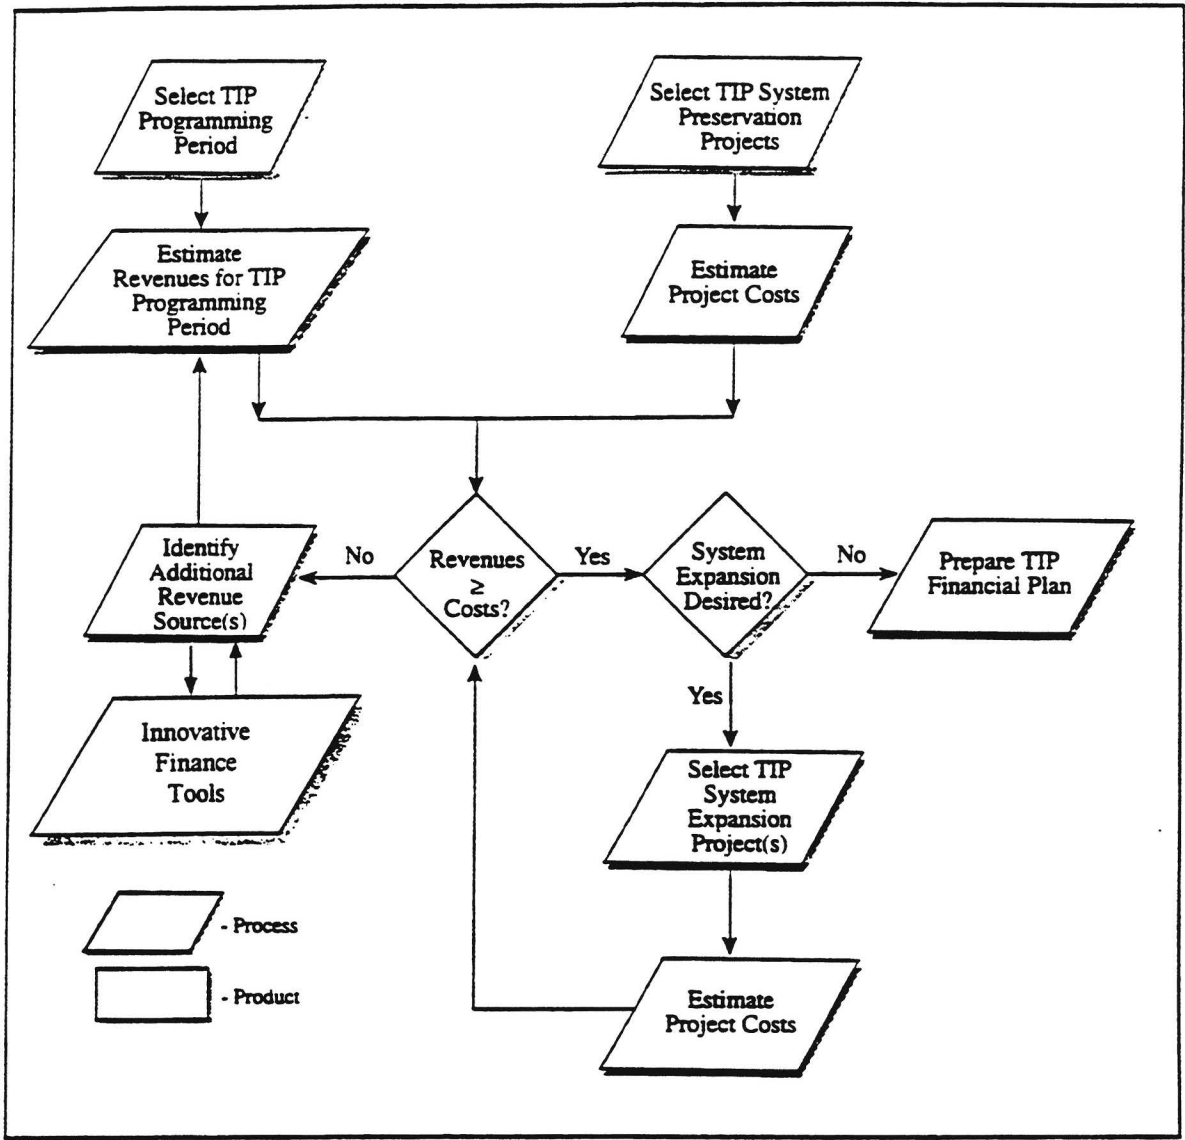 Select TIP
Programming
Period
Select TIP System
Preservation
Projects
Estimate
Revenues for TIP
Programming
Period
Estimate
Project Costs
Identify
Additional
Revenue
Source(s)
No
Revenues
≥
Costs?
Yes
System
Expansion
Desired?
No
Prepare TIP
Financial Plan
Yes
Innovative
Finance
Tools
Select TIP
System
Expansion
Project(s)
- Process
- Product
Estimate
Project Costs